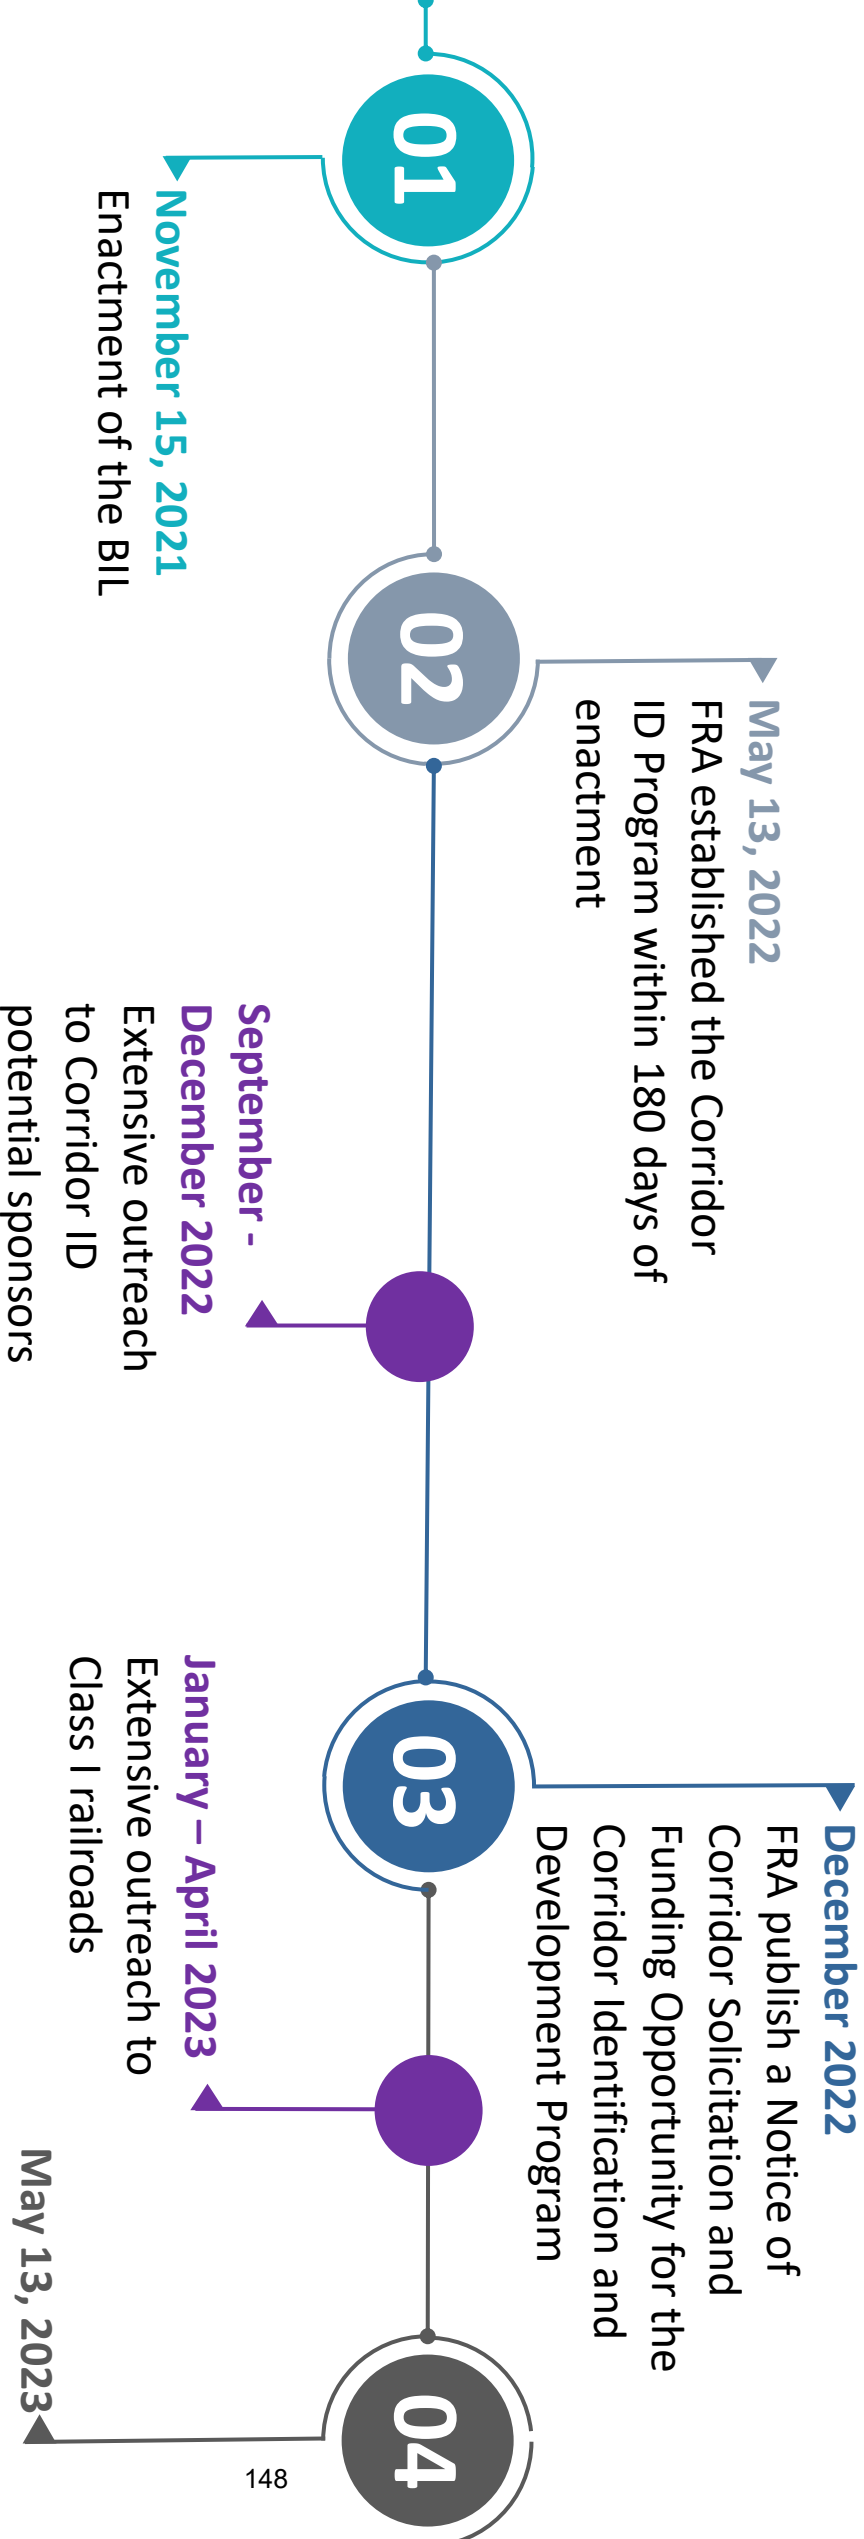 01
November 15, 2021
Enactment of the BIL
02
May 13, 2022
FRA established the Corridor
ID Program within 180 days of
enactment
September -
December 2022
Extensive outreach
to Corridor ID
potential sponsors
03
December 2022
FRA publish a Notice of
Corridor Solicitation and
Funding Opportunity for the
Corridor Identification and
Development Program
January – April 2023
Extensive outreach to
Class I railroads
04
May 13, 2023
148